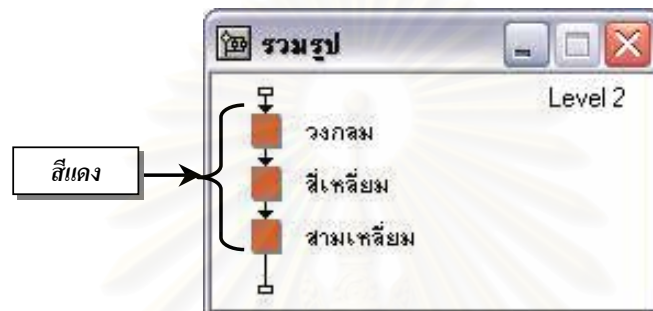 รวมรูป
Level 2
วงกลม
สี่เหลี่ยม
สามเหลี่ยม
สีแดง